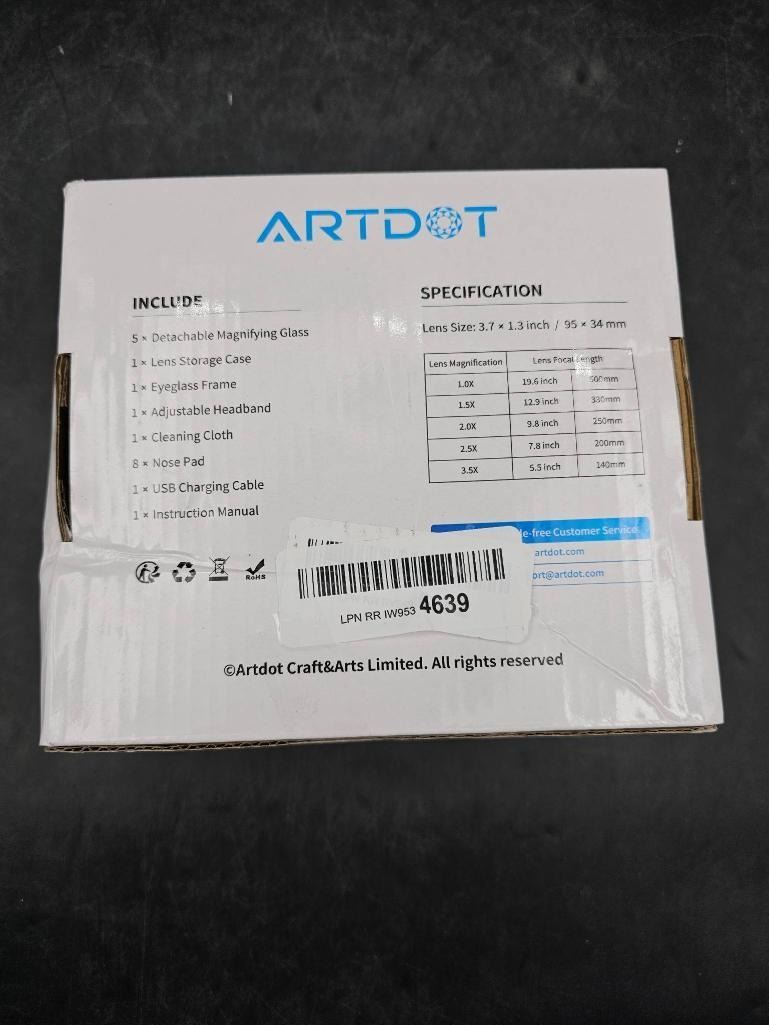 ARTDOT
INCLUDE
5 × Detachable Magnifying Glass
1 × Lens Storage Case
1 × Eyeglass Frame
1 × Adjustable Headband
1 × Cleaning Cloth
8 × Nose Pad
1 × USB Charging Cable
1 × Instruction Manual
SPECIFICATION
Lens Size: 3.7 × 1.3 inch / 95 × 34 mm
Lens Magnification Lens Focal Length
1.0X 19.6 inch 500mm
1.5X 12.9 inch 330mm
2.0X 9.8 inch 250mm
2.5X 7.8 inch 200mm
3.5X 5.5 inch 140mm
e-free Customer Service
artdot.com
ort@artdot.com
RoHS
LPN RR IW953 4639
©Artdot Craft&Arts Limited. All rights reserved